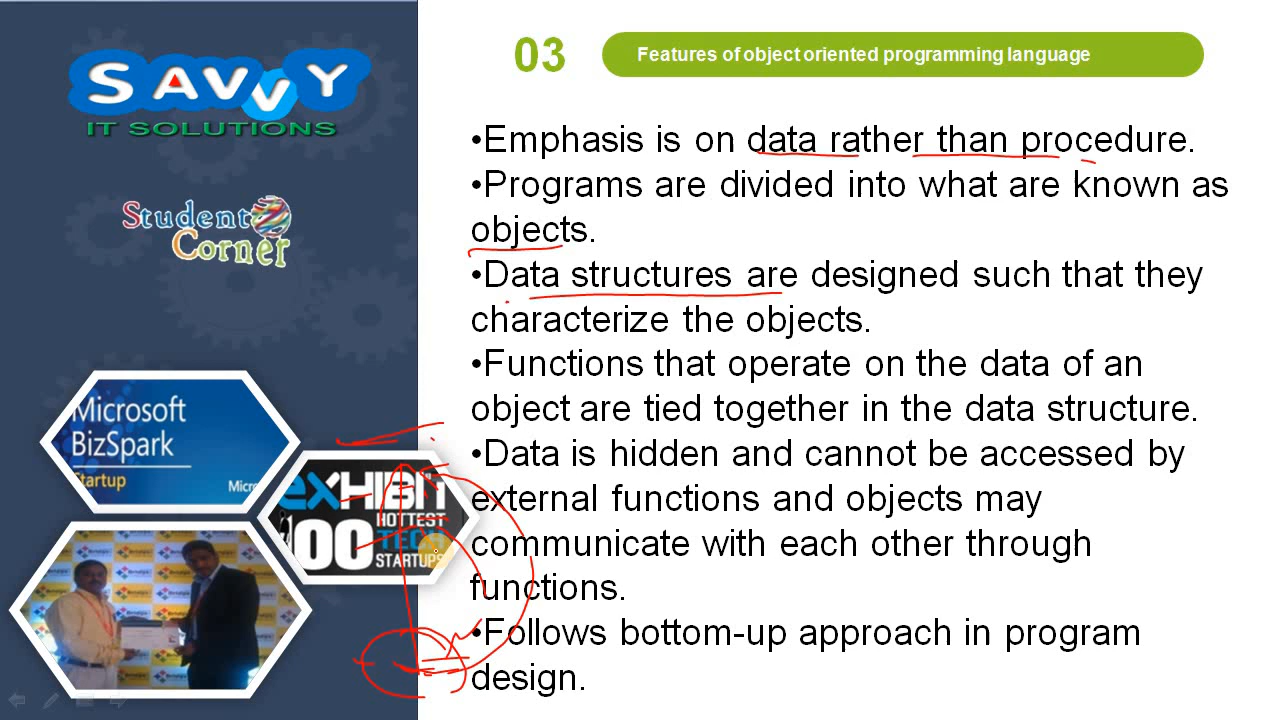 SAVVY
IT SOLUTIONS
Student
Corner
Microsoft
BizSpark
Startup
Micro
exHIBIT
100
HOTTEST
TECH
STARTUPS
03
Features of object oriented programming language
•Emphasis is on data rather than procedure.
•Programs are divided into what are known as
objects.
•Data structures are designed such that they
characterize the objects.
•Functions that operate on the data of an
object are tied together in the data structure.
•Data is hidden and cannot be accessed by
external functions and objects may
communicate with each other through
functions.
•Follows bottom-up approach in program
design.